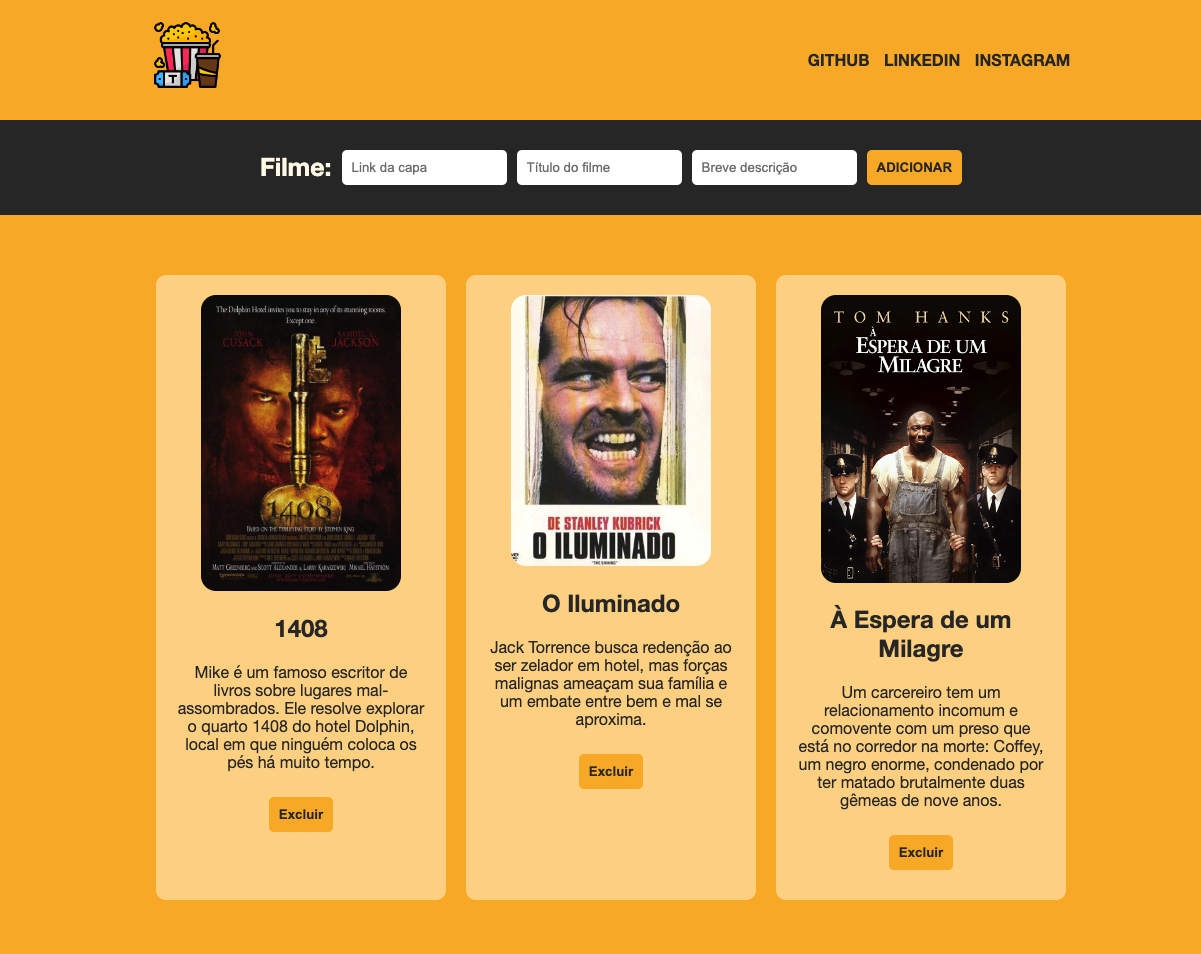 T
GITHUB LINKEDIN INSTAGRAM
Filme: Link da capa Título do filme Breve descrição ADICIONAR
The Dolphin Hotel invites you to stay in any of its stunning rooms.
Except one.
JOHN CUSACK SAMUEL L. JACKSON
1408
BASED ON THE TERRIFYING STORY BY STEPHEN KING
1408
Mike é um famoso escritor de
livros sobre lugares mal-
assombrados. Ele resolve explorar
o quarto 1408 do hotel Dolphin,
local em que ninguém coloca os
pés há muito tempo.
Excluir
DE STANLEY KUBRICK
O ILUMINADO
"THE SHINING"
O Iluminado
Jack Torrence busca redenção ao
ser zelador em hotel, mas forças
malignas ameaçam sua família e
um embate entre bem e mal se
aproxima.
Excluir
TOM HANKS
À
ESPERA DE UM
MILAGRE
À Espera de um
Milagre
Um carcereiro tem um
relacionamento incomum e
comovente com um preso que
está no corredor na morte: Coffey,
um negro enorme, condenado por
ter matado brutalmente duas
gêmeas de nove anos.
Excluir